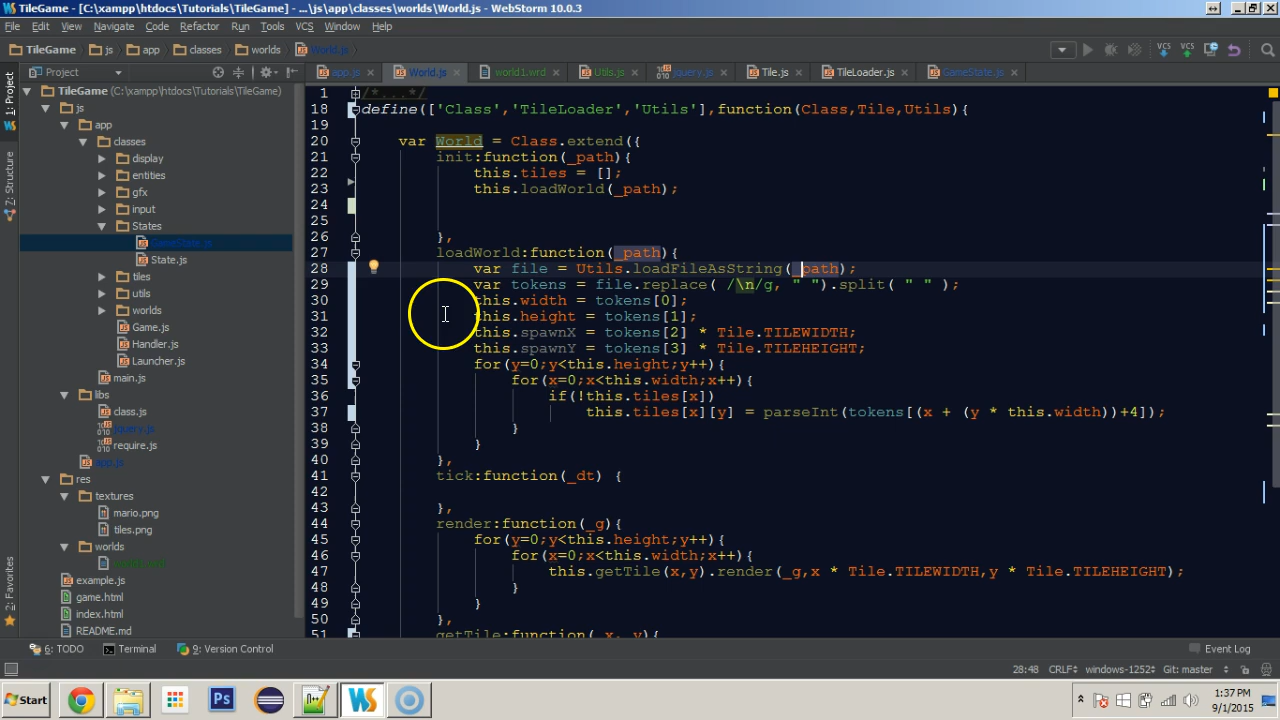 TileGame - [C:\xampp\htdocs\Tutorials\TileGame] - ...\js\app\classes\worlds\World.js - WebStorm 10.0.3
File Edit View Navigate Code Refactor Run Tools VCS Window Help
TileGame js app classes worlds World.js
Project app.js World.js world1.wrd Utils.js jquery.js Tile.js TileLoader.js GameState.js
1: Project
7: Structure
2: Favorites
TileGame (C:\xampp\htdocs\Tutorials\TileGame)
js
app
classes
display
entities
gfx
input
States
GameState.js
State.js
tiles
utils
worlds
Game.js
Handler.js
Launcher.js
main.js
libs
class.js
jquery.js
require.js
app.js
res
textures
mario.png
tiles.png
worlds
example.js
game.html
index.html
README.md
1 /*...*/
18 define(['Class','TileLoader','Utils'],function(Class,Tile,Utils){
19
20 var World = Class.extend({
21 init:function(_path){
22 this.tiles = [];
23 this.loadWorld(_path);
24
25
26 },
27 loadWorld:function(_path){
28 var file = Utils.loadFileAsString(_path);
29 var tokens = file.replace( /\n/g, " ").split( " " );
30 this.width = tokens[0];
31 this.height = tokens[1];
32 this.spawnX = tokens[2] * Tile.TILEWIDTH;
33 this.spawnY = tokens[3] * Tile.TILEHEIGHT;
34 for(y=0;y<this.height;y++){
35 for(x=0;x<this.width;x++){
36 if(!this.tiles[x])
37 this.tiles[x][y] = parseInt(tokens[(x + (y * this.width))+4]);
38 }
39 }
40 },
41 tick:function(_dt) {
42
43 },
44 render:function(_g){
45 for(y=0;y<this.height;y++){
46 for(x=0;x<this.width;x++){
47 this.getTile(x,y).render(_g,x * Tile.TILEWIDTH,y * Tile.TILEHEIGHT);
48 }
49 }
50 },
51 getTile:function(_x,_y){
6: TODO Terminal 9: Version Control Event Log
28:48 CRLF windows-1252 Git: master
Start Ps WS 1:37 PM
9/1/2015